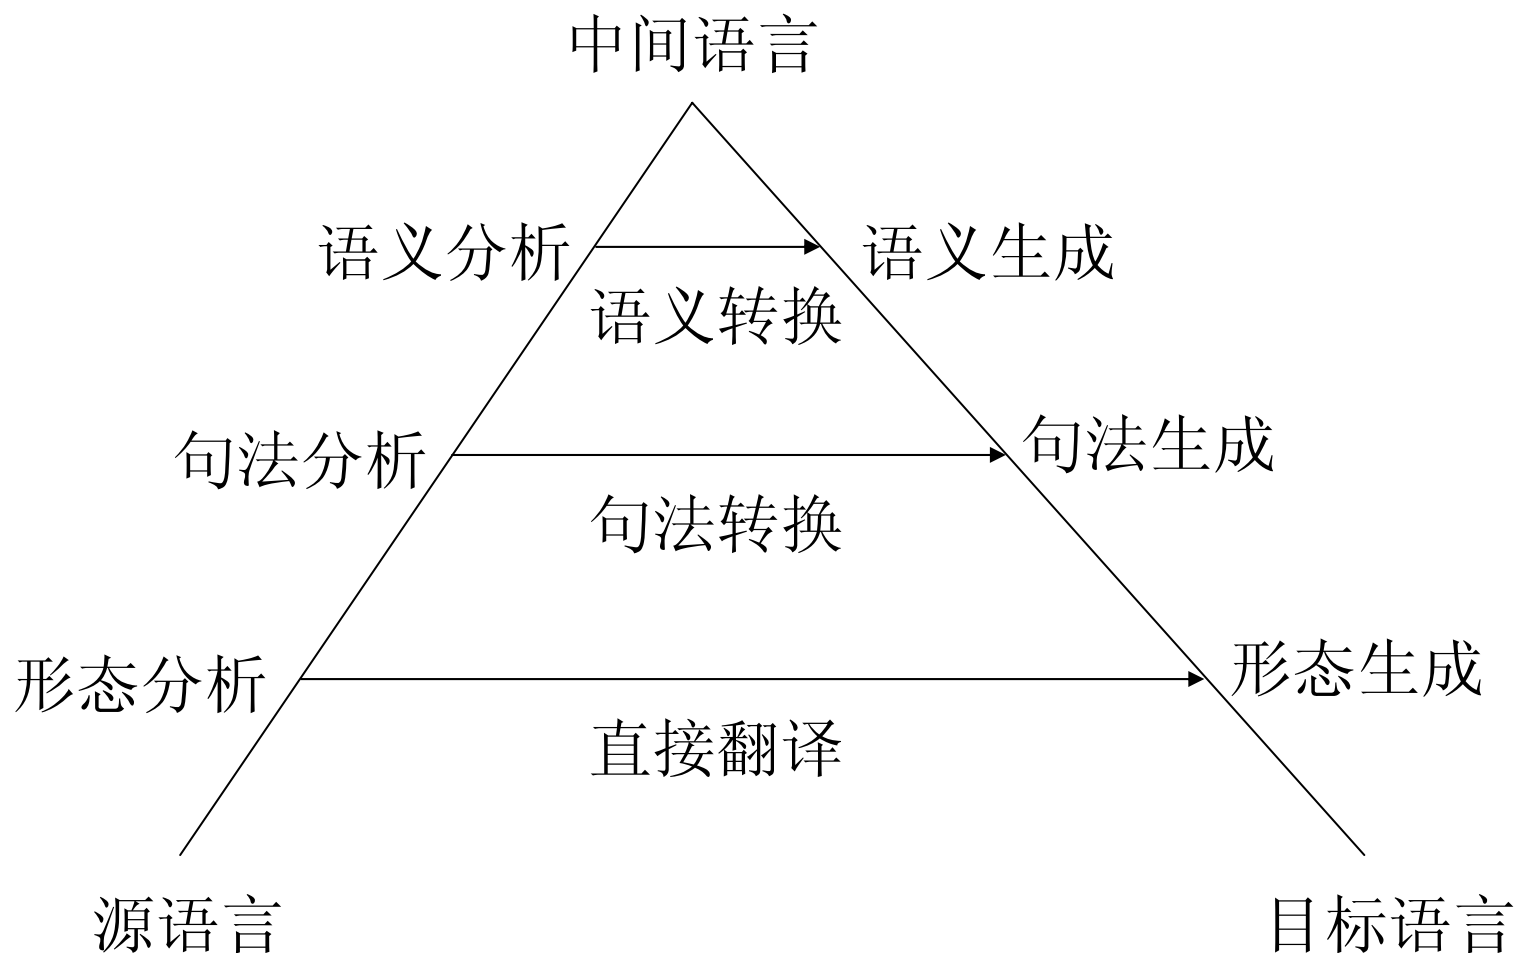 中间语言
语义分析
语义生成
语义转换
句法分析
句法生成
句法转换
形态分析
形态生成
直接翻译
源语言
目标语言